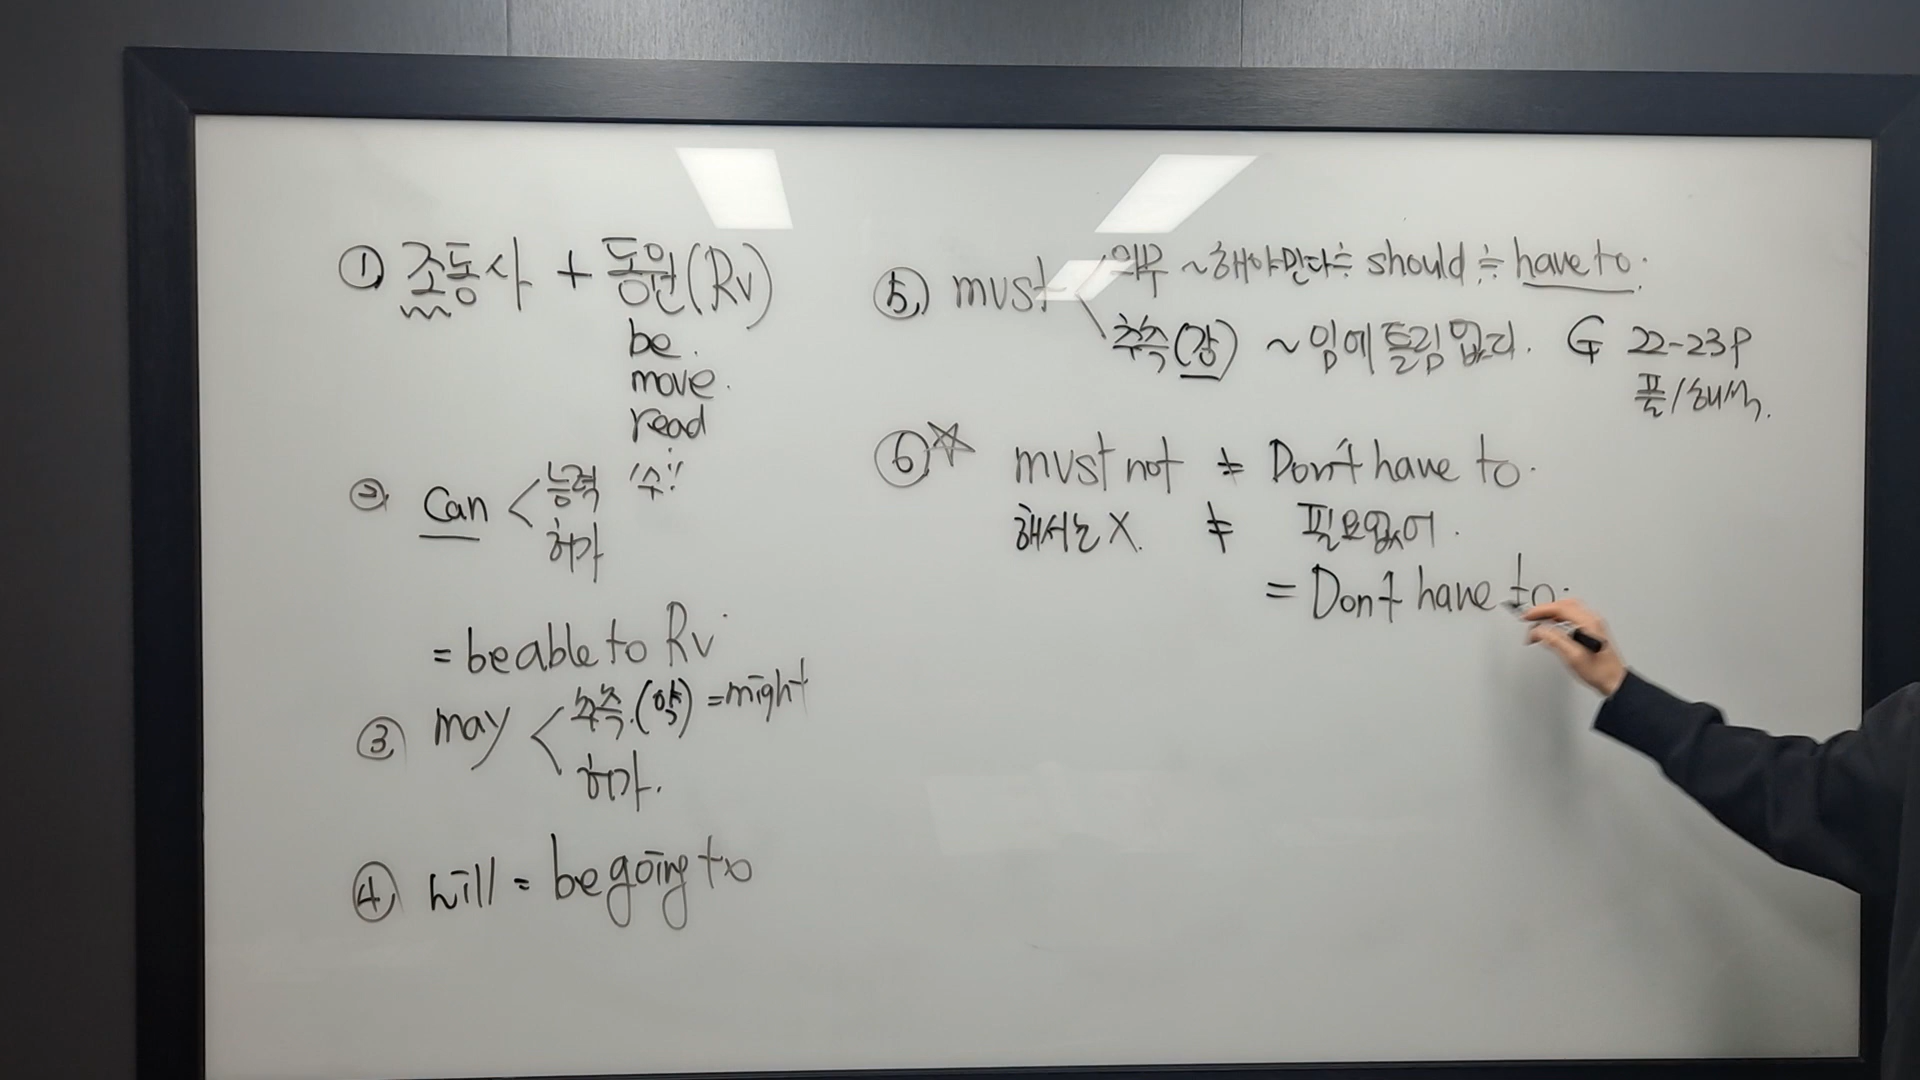 ① 조동사 + 동원(Rv)
be.
move.
read
② Can < 능력 '수!'
허가
= be able to Rv
③ may < 추측.(약) = might
허가.
④ will = be going to
⑤ must < 의무 ~해야만다≒ should ≒ have to.
추측(강) ~임에 틀림없다. G 22-23P
풀/해석.
⑥☆ must not ≠ Don't have to.
해서는 X. ≠ 필요없어.
= Don't have to.